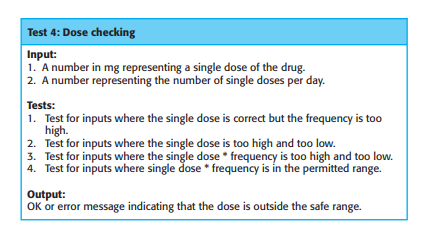 Test 4: Dose checking
Input:
1. A number in mg representing a single dose of the drug.
2. A number representing the number of single doses per day.
Tests:
1. Test for inputs where the single dose is correct but the frequency is too
high.
2. Test for inputs where the single dose is too high and too low.
3. Test for inputs where the single dose * frequency is too high and too low.
4. Test for inputs where single dose * frequency is in the permitted range.
Output:
OK or error message indicating that the dose is outside the safe range.